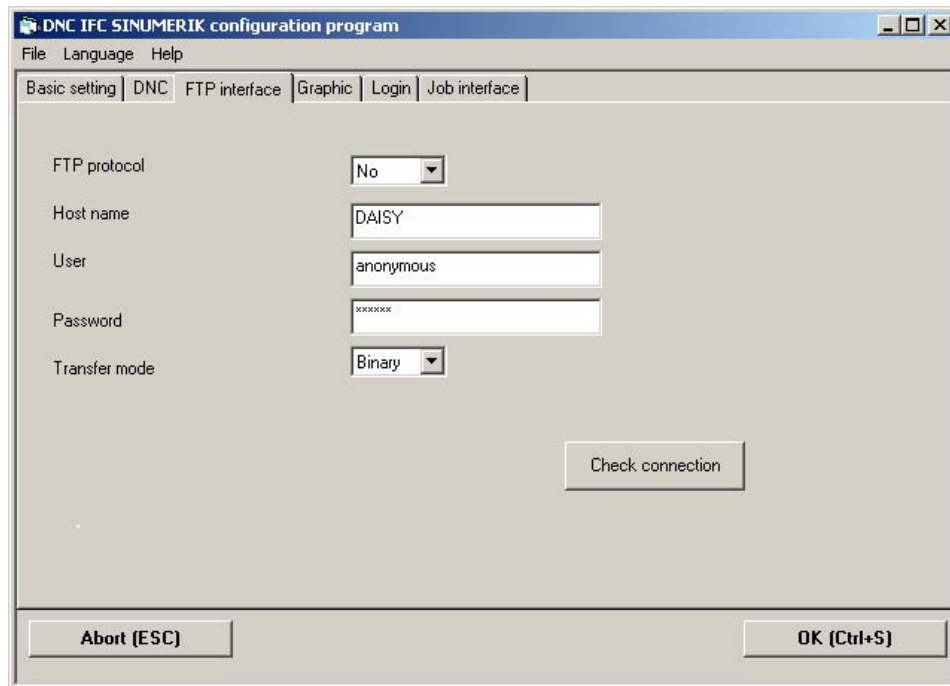 DNC IFC SINUMERIK configuration program
File Language Help
Basic setting DNC FTP interface Graphic Login Job interface
FTP protocol No
Host name DAISY
User anonymous
Password ××××××
Transfer mode Binary
Check connection
Abort (ESC) OK (Ctrl+S)